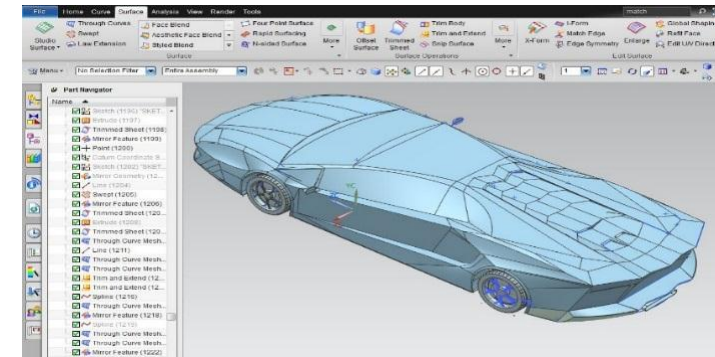 File Home Curve Surface Analysis View Render Tools
match
Studio Surface
Through Curves
Swept
Law Extension
Face Blend
Aesthetic Face Blend
Styled Blend
Four Point Surface
Rapid Surfacing
N-sided Surface
More
Surface
Offset Surface
Trimmed Sheet
Trim Body
Trim and Extend
Snip Surface
More
Surface Operations
X-Form
I-Form
Match Edge
Edge Symmetry
Enlarge
Global Shapin
Refit Face
Edit U/V Direct
Edit Surface
Menu No Selection Filter Entire Assembly
1
Part Navigator
Name
Sketch (1196) "SKET...
Extrude (1197)
Trimmed Sheet (1198)
Mirror Feature (1199)
Point (1200)
Datum Coordinate S...
Sketch (1202) "SKET...
Mirror Geometry (12...
Line (1204)
Swept (1205)
Mirror Feature (1206)
Trimmed Sheet (120...
Extrude (1208)
Trimmed Sheet (120...
Through Curve Mesh...
Line (1211)
Through Curve Mesh...
Through Curve Mesh...
Trim and Extend (12...
Trim and Extend (12...
Spline (1216)
Through Curve Mesh...
Mirror Feature (1218)
Spline (1219)
Through Curve Mesh...
Through Curve Mesh...
Mirror Feature (1222)